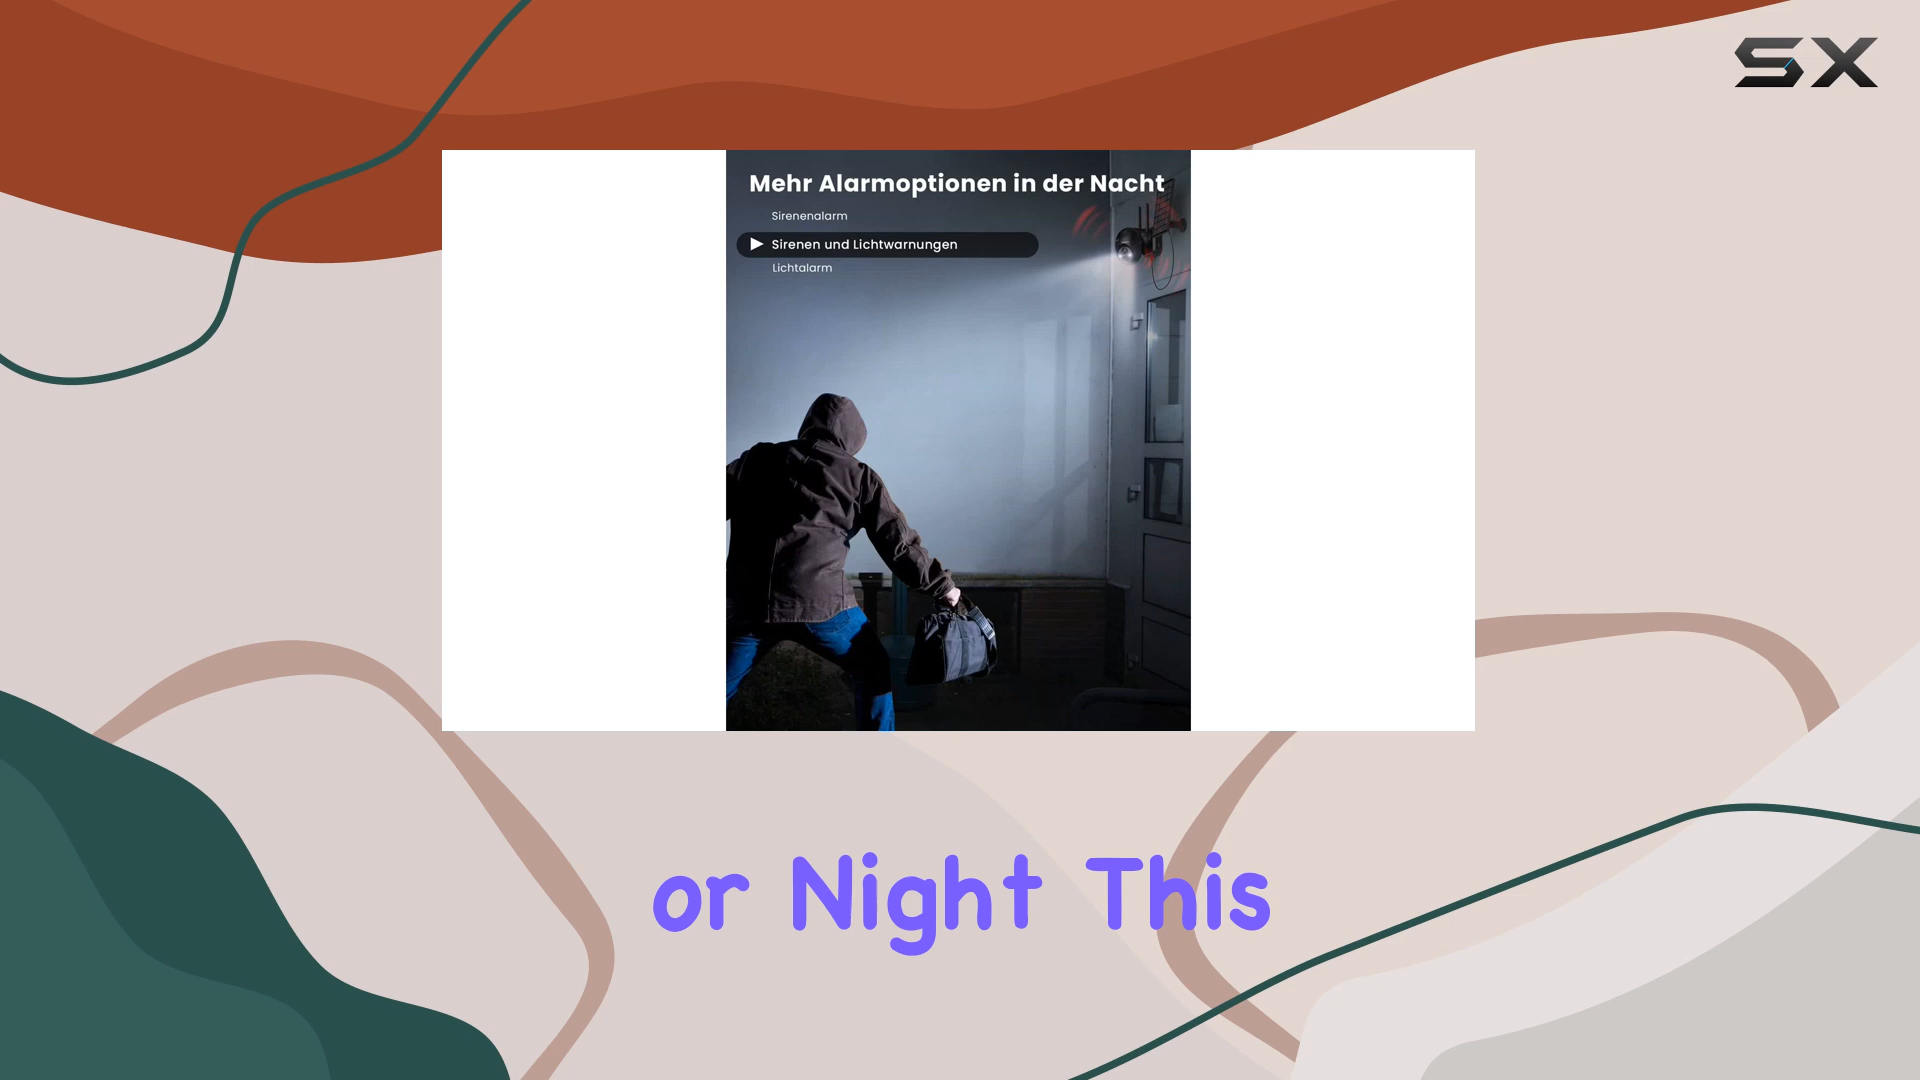 SX
Mehr Alarmoptionen in der Nacht
Sirenenalarm
Sirenen und Lichtwarnungen
Lichtalarm
or Night This